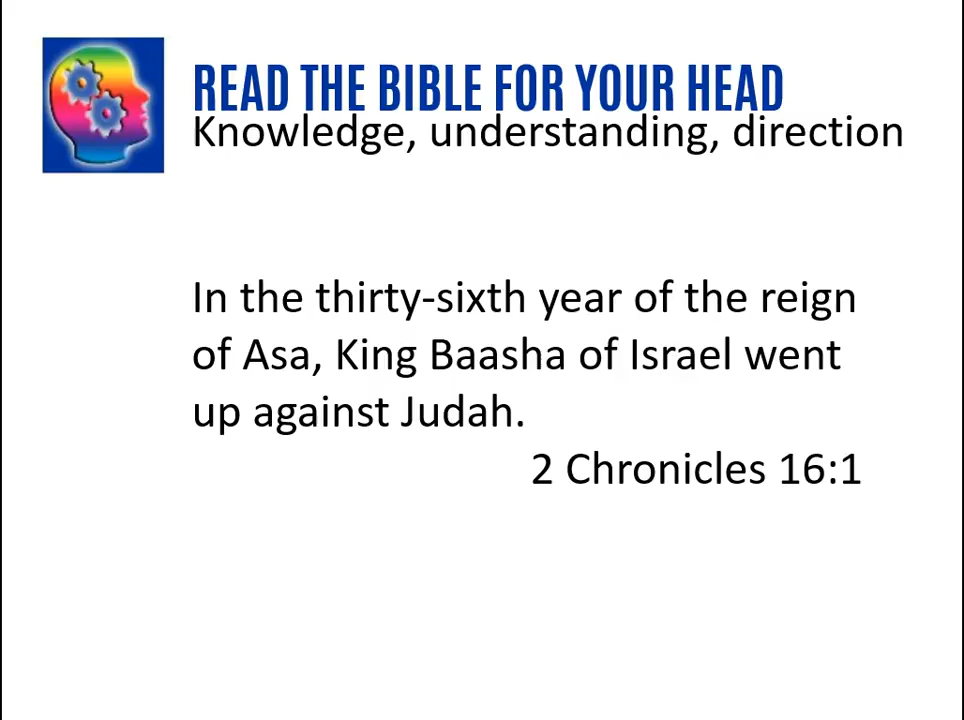 READ THE BIBLE FOR YOUR HEAD
Knowledge, understanding, direction
In the thirty-sixth year of the reign
of Asa, King Baasha of Israel went
up against Judah.
2 Chronicles 16:1